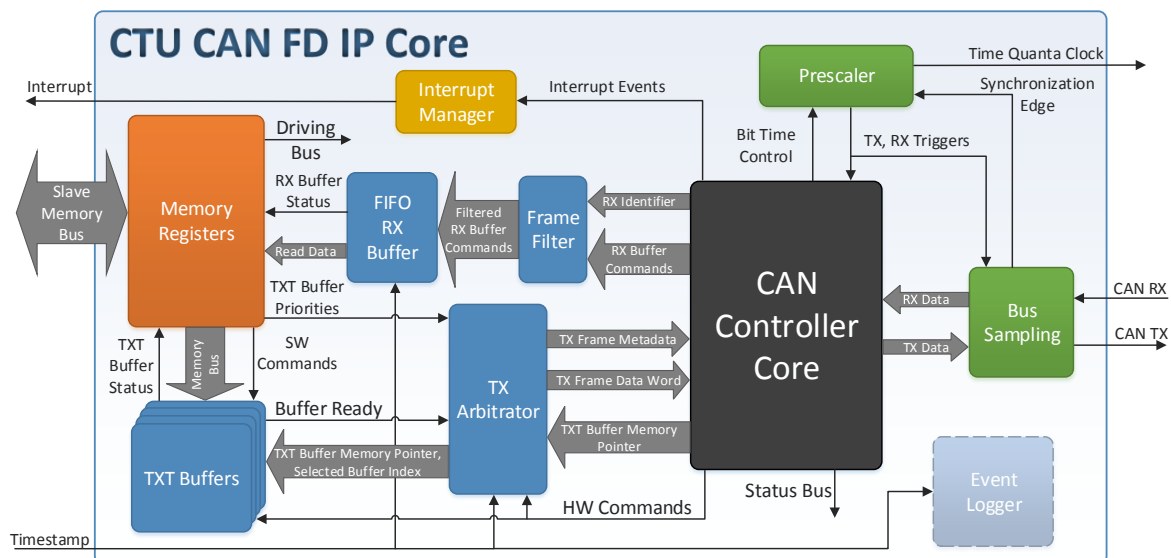 CTU CAN FD IP Core
Time Quanta Clock
Prescaler
Synchronization
Edge
Interrupt
Interrupt
Manager
Interrupt Events
Bit Time
Control
TX, RX Triggers
Driving
Bus
Slave
Memory
Bus
Memory
Registers
RX Buffer
Status
Read Data
FIFO
RX
Buffer
Filtered
RX Buffer
Commands
Frame
Filter
RX Identifier
RX Buffer
Commands
CAN
Controller
Core
RX Data
TX Data
Bus
Sampling
CAN RX
CAN TX
TXT Buffer
Priorities
TXT
Buffer
Status
Memory
Bus
SW
Commands
TX
Arbitrator
TX Frame Metadata
TX Frame Data Word
TXT Buffer Memory
Pointer
Buffer Ready
TXT Buffer Memory Pointer,
Selected Buffer Index
TXT Buffers
HW Commands
Status Bus
Event
Logger
Timestamp